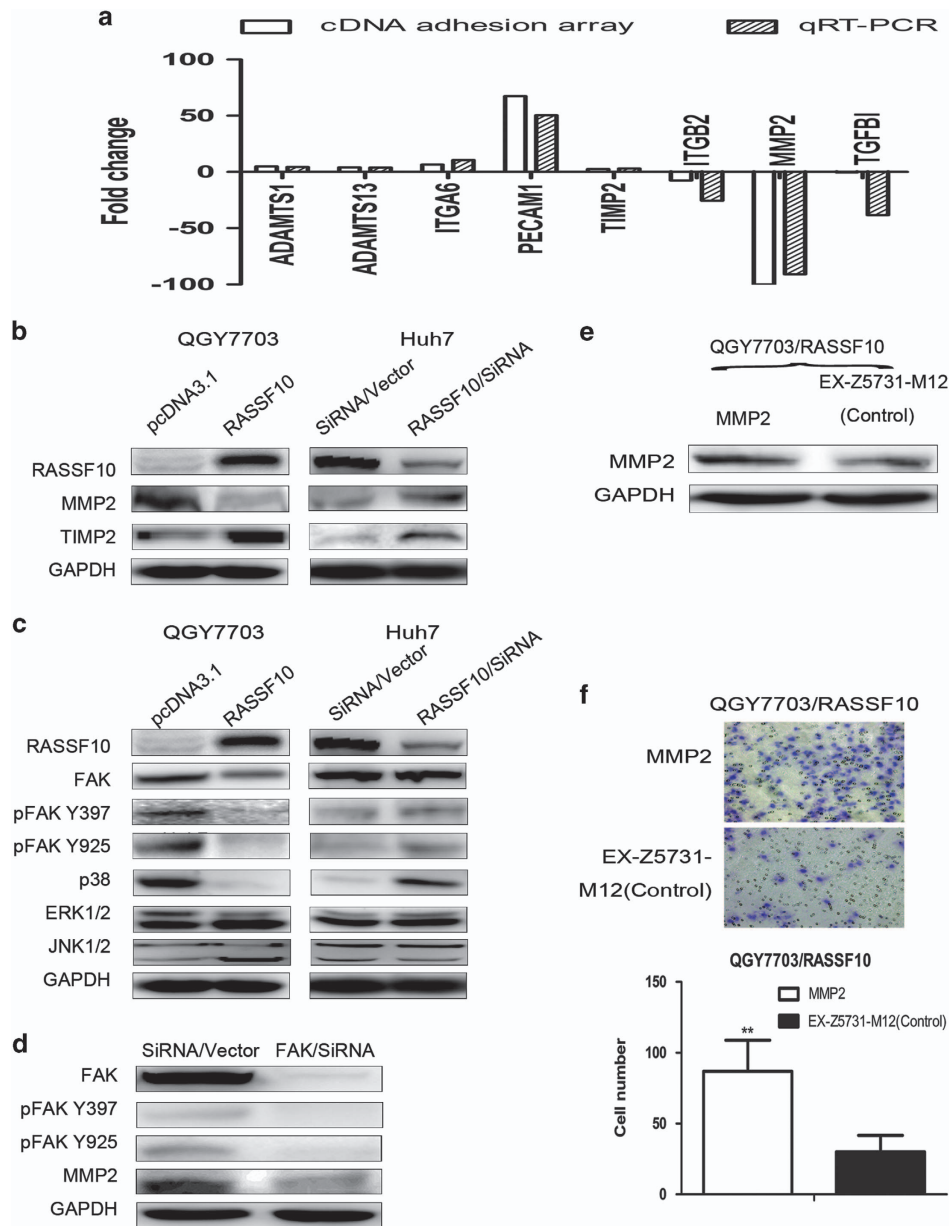 a
cDNA adhesion array
qRT-PCR
Fold change
100
50
0
-50
-100
ADAMTS1
ADAMTS13
ITGA6
PECAM1
TIMP2
ITGB2
MMP2
TGFBI
b
QGY7703
Huh7
pcDNA3.1
RASSF10
SiRNA/Vector
RASSF10/SiRNA
RASSF10
MMP2
TIMP2
GAPDH
c
QGY7703
Huh7
pcDNA3.1
RASSF10
SiRNA/Vector
RASSF10/SiRNA
RASSF10
FAK
pFAK Y397
pFAK Y925
p38
ERK1/2
JNK1/2
GAPDH
d
SiRNA/Vector
FAK/SiRNA
FAK
pFAK Y397
pFAK Y925
MMP2
GAPDH
e
QGY7703/RASSF10
EX-Z5731-M12
MMP2
(Control)
MMP2
GAPDH
f
QGY7703/RASSF10
MMP2
EX-Z5731-
M12(Control)
QGY7703/RASSF10
Cell number
150
100
50
0
MMP2
EX-Z5731-M12(Control)
**